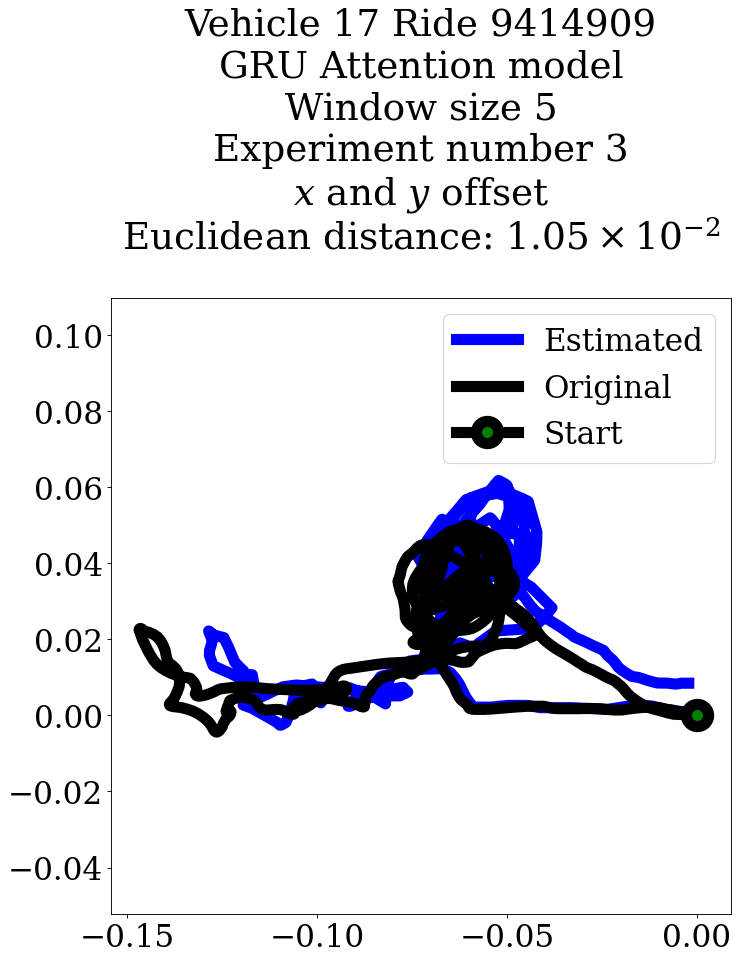 Vehicle 17 Ride 9414909
GRU Attention model
Window size 5
Experiment number 3
x and y offset
Euclidean distance: 1.05 × 10⁻²
Estimated
Original
Start
0.10
0.08
0.06
0.04
0.02
0.00
−0.02
−0.04
−0.15
−0.10
−0.05
0.00